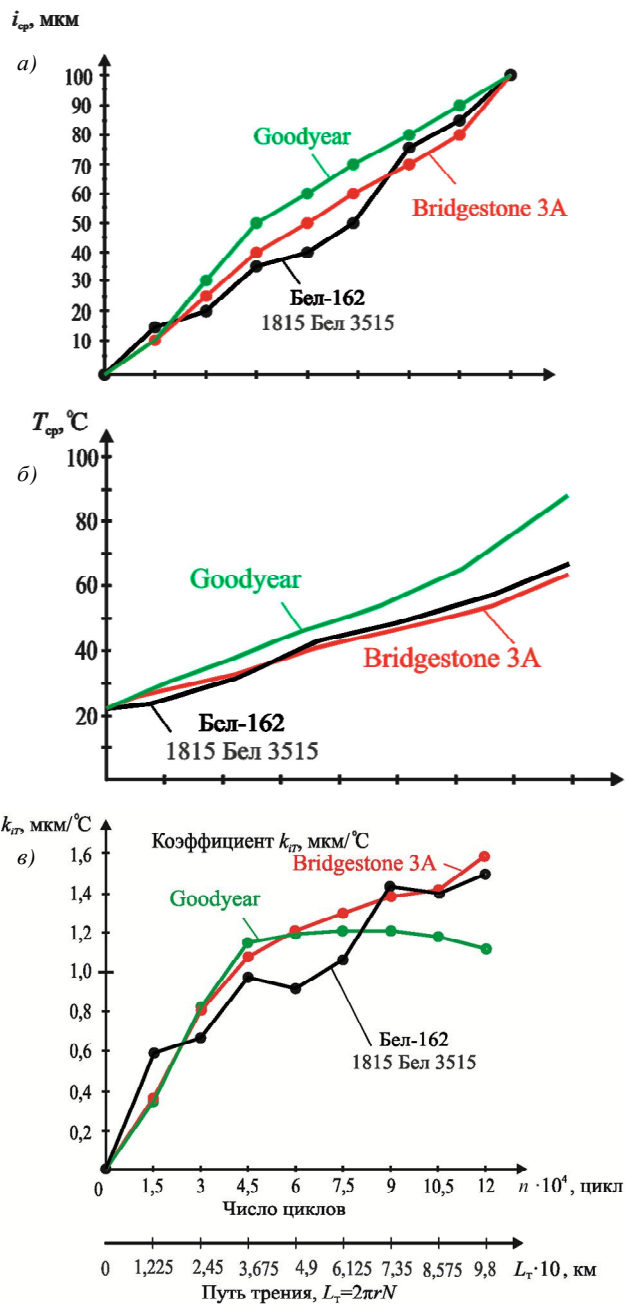 iср, мкм
а)
100
90
80
70
60
50
40
30
20
10
Goodyear
Bridgestone 3A
Бел-162
1815 Бел 3515
Tср, °C
б)
100
80
60
40
20
Goodyear
Bridgestone 3A
Бел-162
1815 Бел 3515
kiT, мкм/°C
в)
Коэффициент kiT, мкм/°C
Bridgestone 3A
Goodyear
Бел-162
1815 Бел 3515
1,6
1,4
1,2
1,0
0,8
0,6
0,4
0,2
0 1,5 3 4,5 6 7,5 9 10,5 12 n ·10⁴, цикл
Число циклов
0 1,225 2,45 3,675 4,9 6,125 7,35 8,575 9,8 Lт·10, км
Путь трения, Lт=2πrN